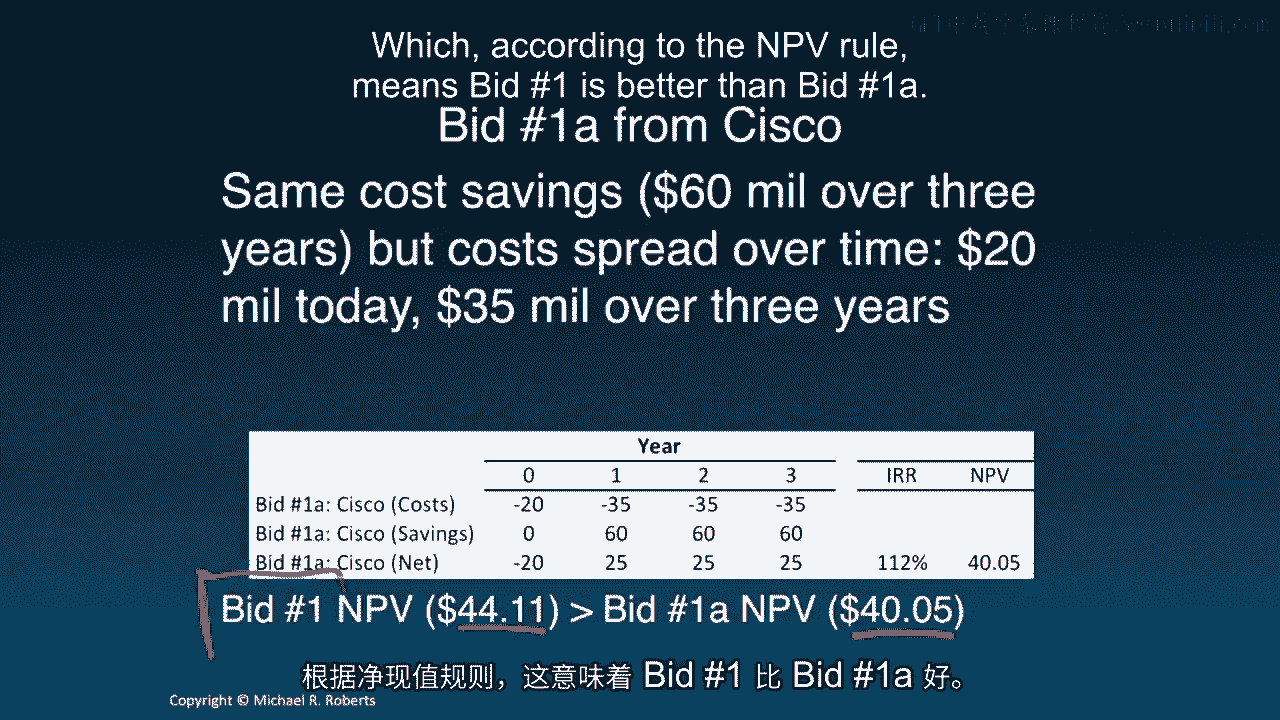 Which, according to the NPV rule,
means Bid #1 is better than Bid #1a.
Bid #1a from Cisco
Same cost savings ($60 mil over three
years) but costs spread over time: $20
mil today, $35 mil over three years
Year
0 1 2 3 IRR NPV
Bid #1a: Cisco (Costs) -20 -35 -35 -35
Bid #1a: Cisco (Savings) 0 60 60 60
Bid #1a: Cisco (Net) -20 25 25 25 112% 40.05
Bid #1 NPV ($44.11) > Bid #1a NPV ($40.05)
根据净现值规则，这意味着 Bid #1 比 Bid #1a 好。
Copyright © Michael R. Roberts